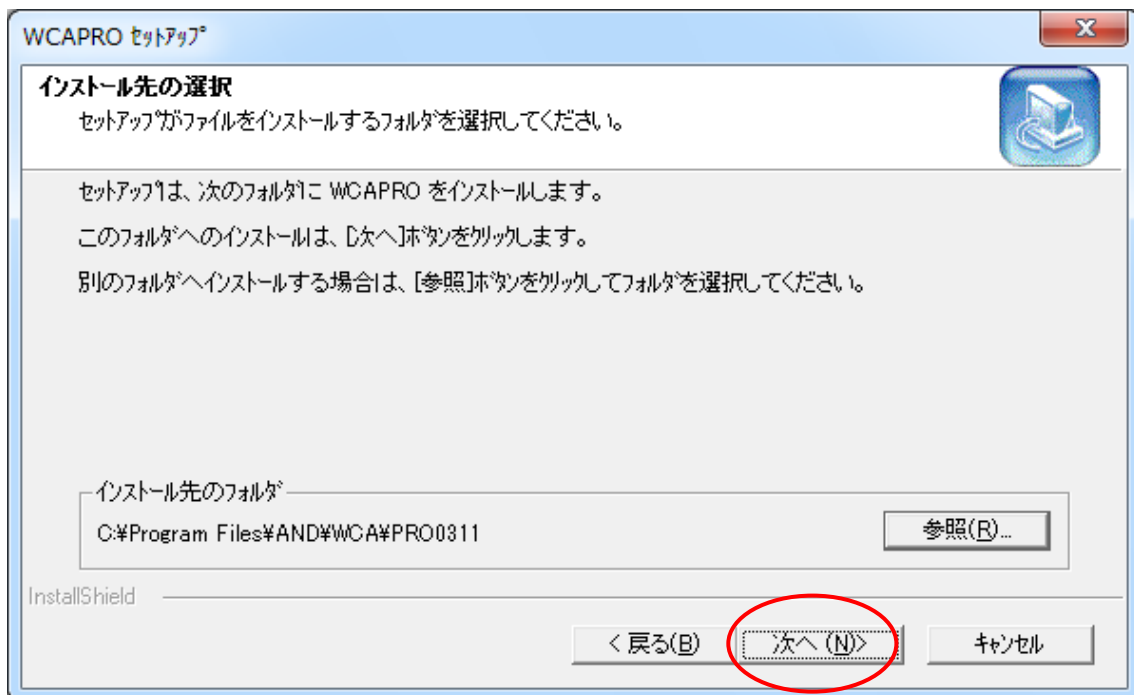 WCAPRO ｾｯﾄｱｯﾌﾟ
インストール先の選択
セットアップがファイルをインストールするフォルダを選択してください。
セットアップは、次のフォルダに WCAPRO をインストールします。
このフォルダへのインストールは、[次へ]ボタンをクリックします。
別のフォルダへインストールする場合は、[参照]ボタンをクリックしてフォルダを選択してください。
インストール先のフォルダ
C:¥Program Files¥AND¥WCA¥PRO0311
参照(R)...
InstallShield
< 戻る(B)
次へ (N)>
ｷｬﾝｾﾙ